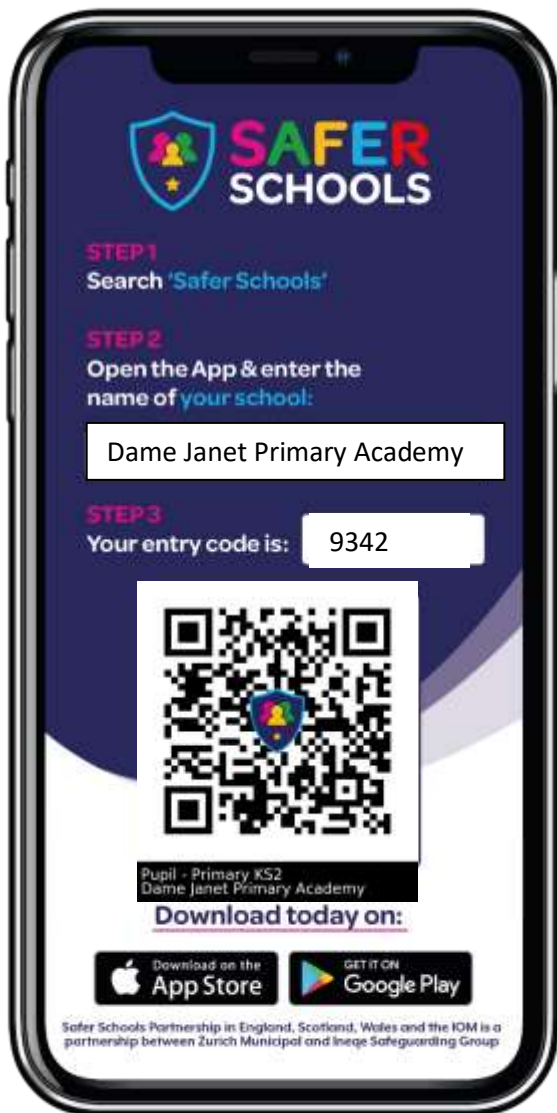 SAFER
SCHOOLS
STEP 1
Search 'Safer Schools'
STEP 2
Open the App & enter the
name of your school:
Dame Janet Primary Academy
STEP 3
Your entry code is: 9342
Pupil - Primary KS2
Dame Janet Primary Academy
Download today on:
Download on the
App Store
GET IT ON
Google Play
Safer Schools Partnership in England, Scotland, Wales and the IOM is a
partnership between Zurich Municipal and Ineqe Safeguarding Group